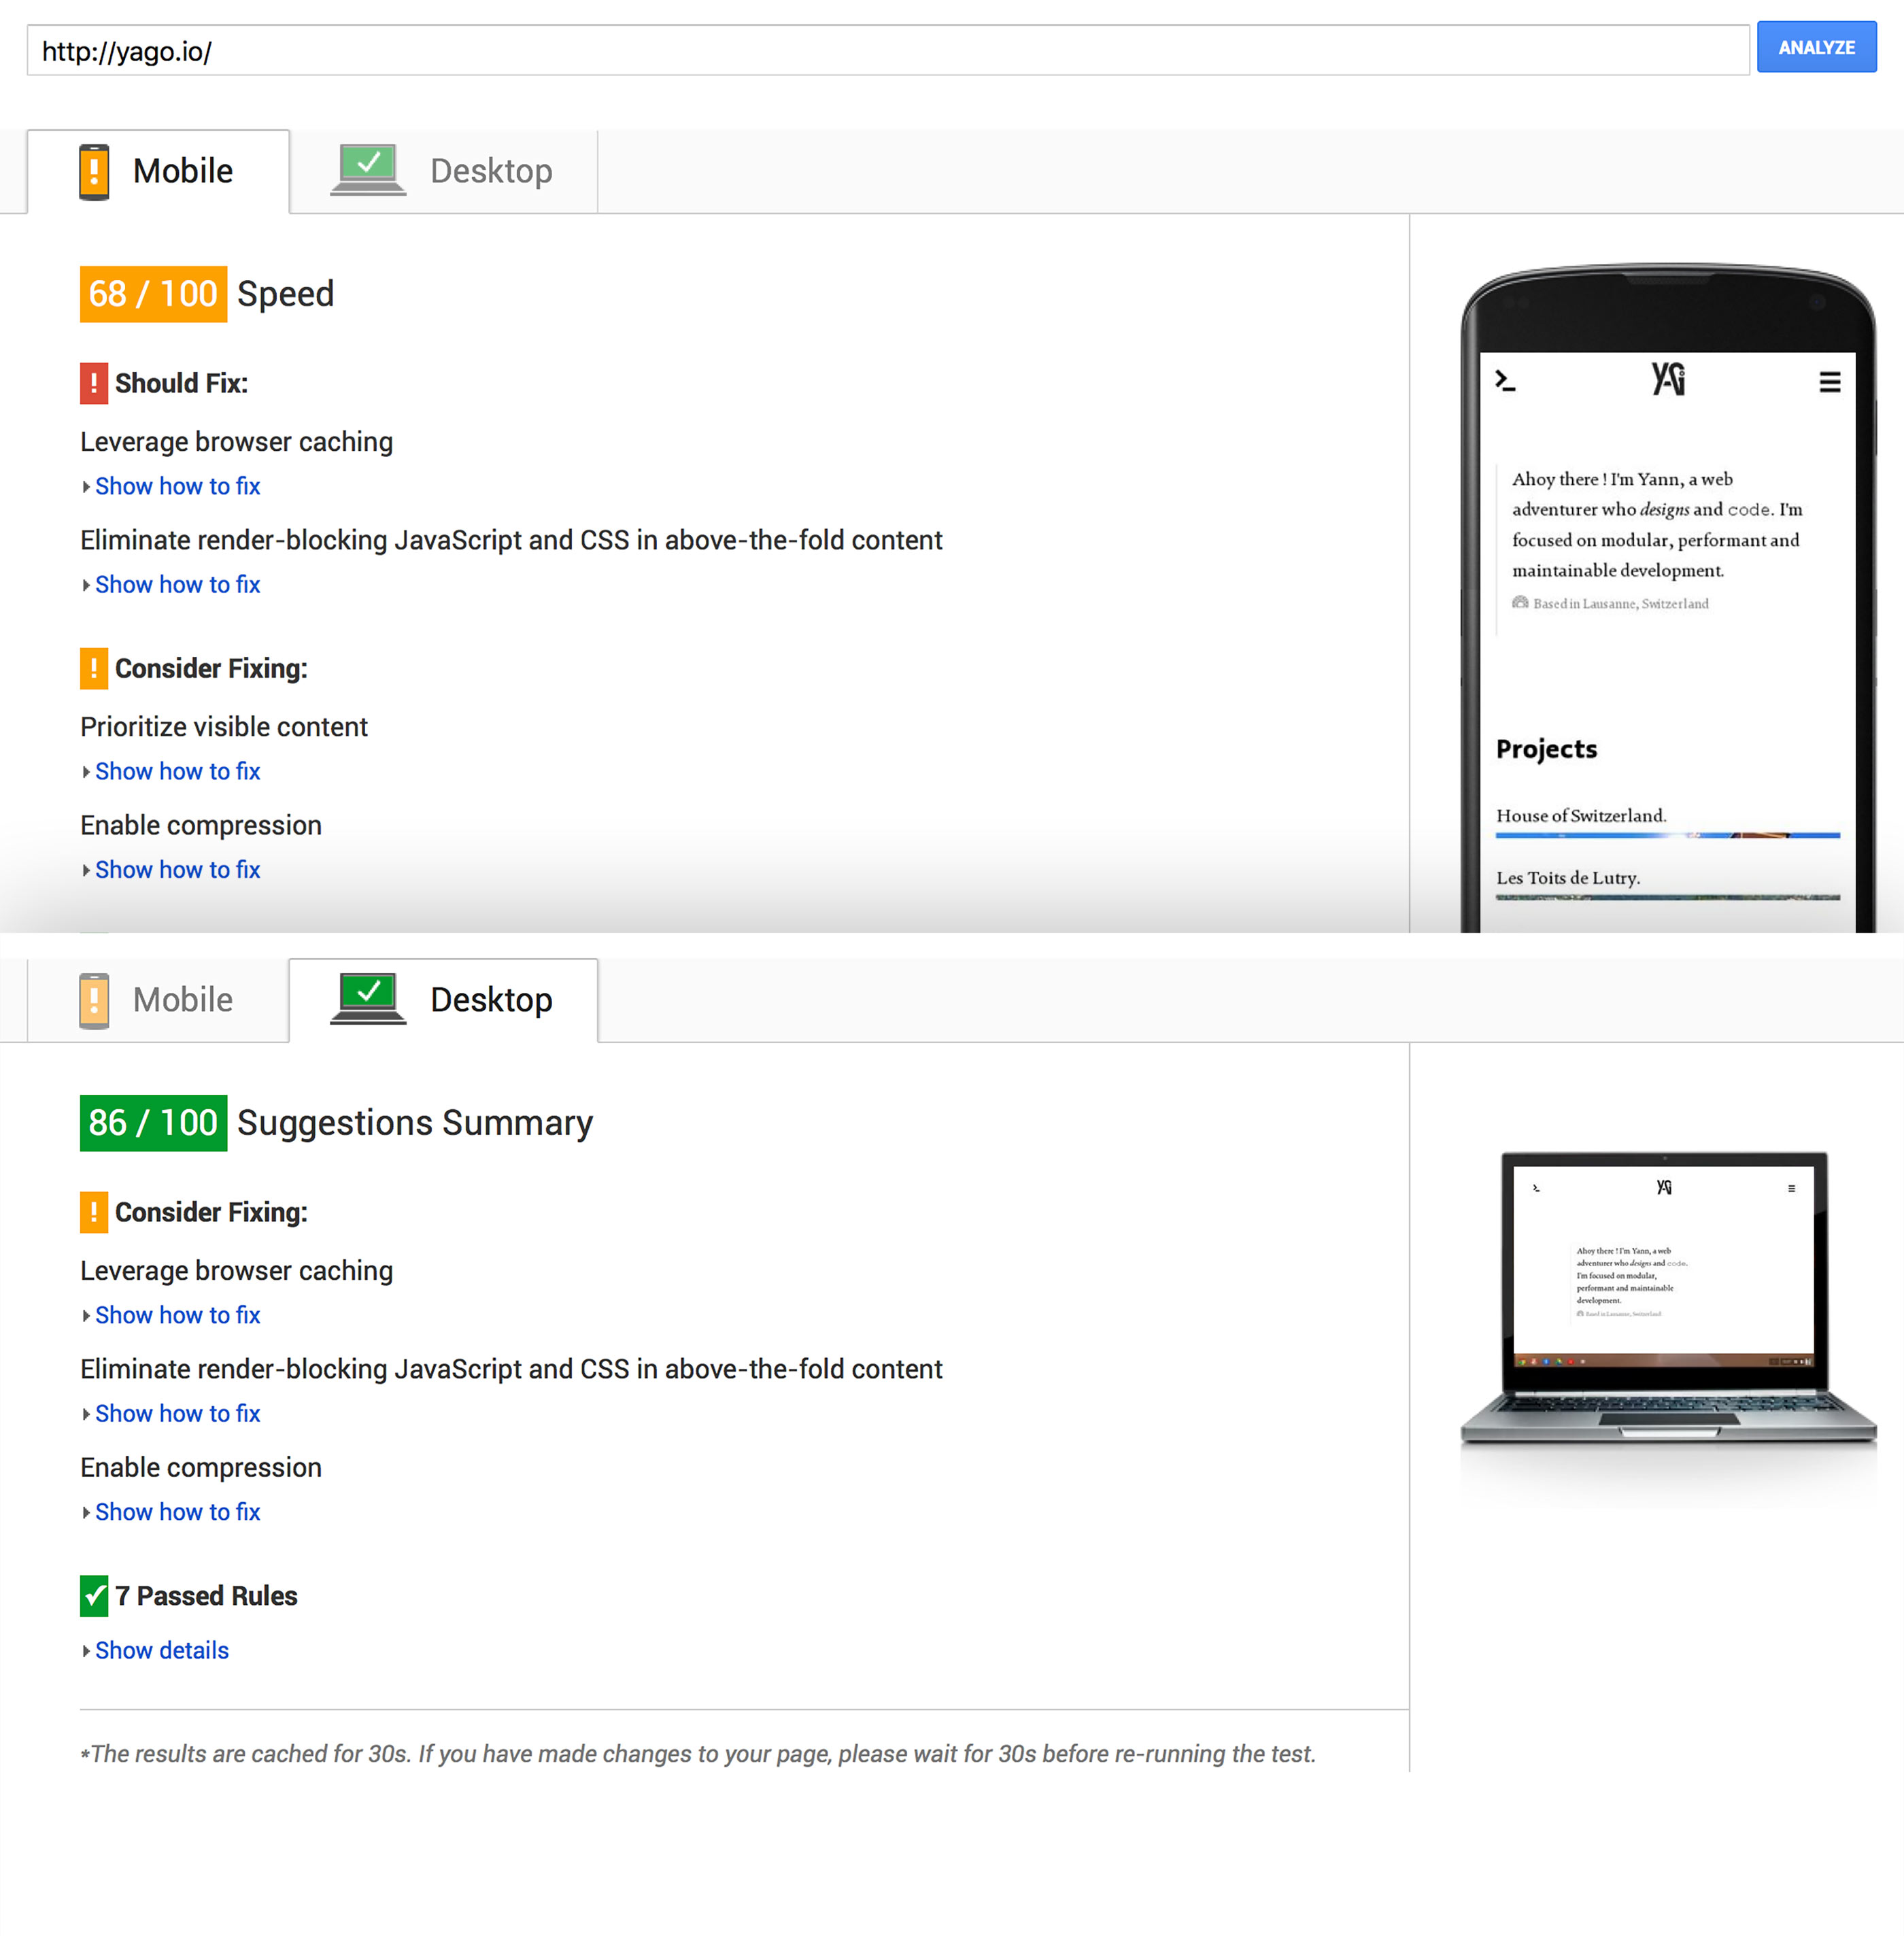 http://yago.io/
ANALYZE
Mobile
Desktop
68 / 100 Speed
! Should Fix:
Leverage browser caching
Show how to fix
Eliminate render-blocking JavaScript and CSS in above-the-fold content
Show how to fix
! Consider Fixing:
Prioritize visible content
Show how to fix
Enable compression
Show how to fix
Ahoy there ! I'm Yann, a web
adventurer who designs and code. I'm
focused on modular, performant and
maintainable development.
Based in Lausanne, Switzerland
Projects
House of Switzerland.
Les Toits de Lutry.
Mobile
Desktop
86 / 100 Suggestions Summary
! Consider Fixing:
Leverage browser caching
Show how to fix
Eliminate render-blocking JavaScript and CSS in above-the-fold content
Show how to fix
Enable compression
Show how to fix
7 Passed Rules
Show details
*The results are cached for 30s. If you have made changes to your page, please wait for 30s before re-running the test.
Ahoy there ! I'm Yann, a web
adventurer who designs and code.
I'm focused on modular,
performant and maintainable
development.
Based in Lausanne, Switzerland